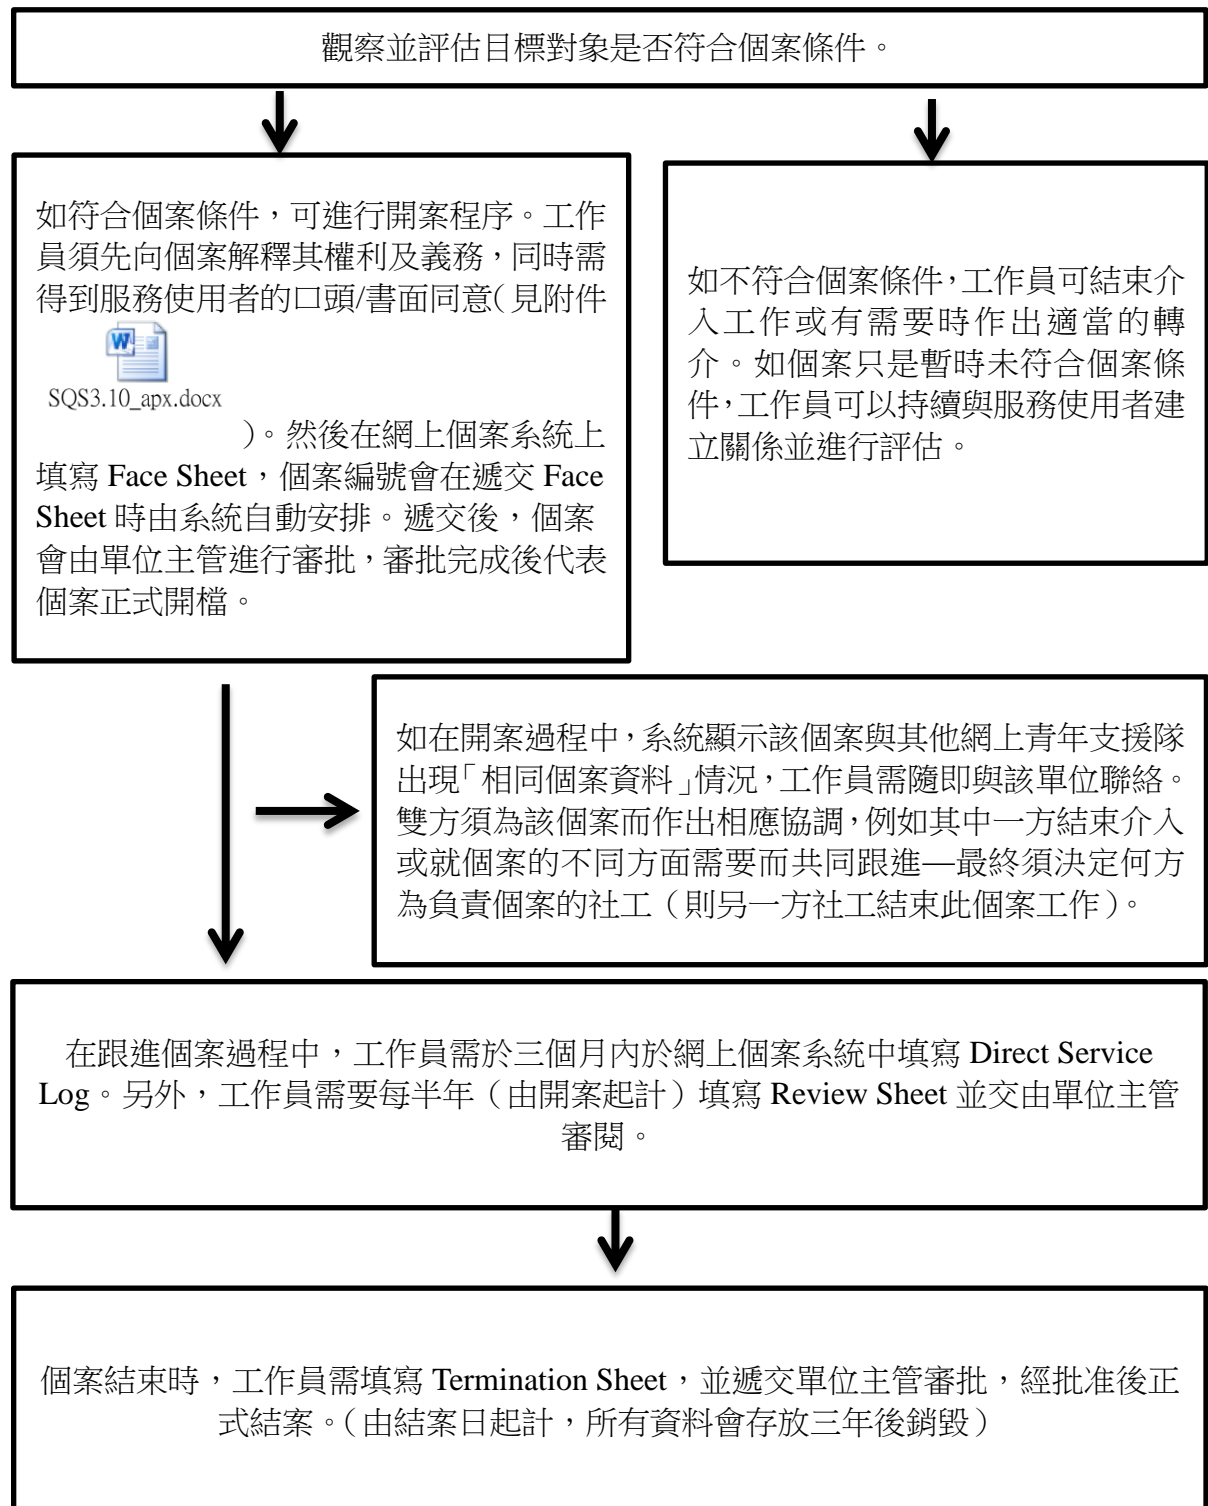 觀察並評估目標對象是否符合個案條件。
如符合個案條件，可進行開案程序。工作
員須先向個案解釋其權利及義務，同時需
得到服務使用者的口頭/書面同意（見附件
SQS3.10_apx.docx
）。然後在網上個案系統上
填寫 Face Sheet，個案編號會在遞交 Face
Sheet 時由系統自動安排。遞交後，個案
會由單位主管進行審批，審批完成後代表
個案正式開檔。
如不符合個案條件，工作員可結束介
入工作或有需要時作出適當的轉
介。如個案只是暫時未符合個案條
件，工作員可以持續與服務使用者建
立關係並進行評估。
如在開案過程中，系統顯示該個案與其他網上青年支援隊
出現「相同個案資料」情況，工作員需隨即與該單位聯絡。
雙方須為該個案而作出相應協調，例如其中一方結束介入
或就個案的不同方面需要而共同跟進—最終須決定何方
為負責個案的社工（則另一方社工結束此個案工作）。
在跟進個案過程中，工作員需於三個月內於網上個案系統中填寫 Direct Service
Log。另外，工作員需要每半年（由開案起計）填寫 Review Sheet 並交由單位主管
審閱。
個案結束時，工作員需填寫 Termination Sheet，並遞交單位主管審批，經批准後正
式結案。（由結案日起計，所有資料會存放三年後銷毀）